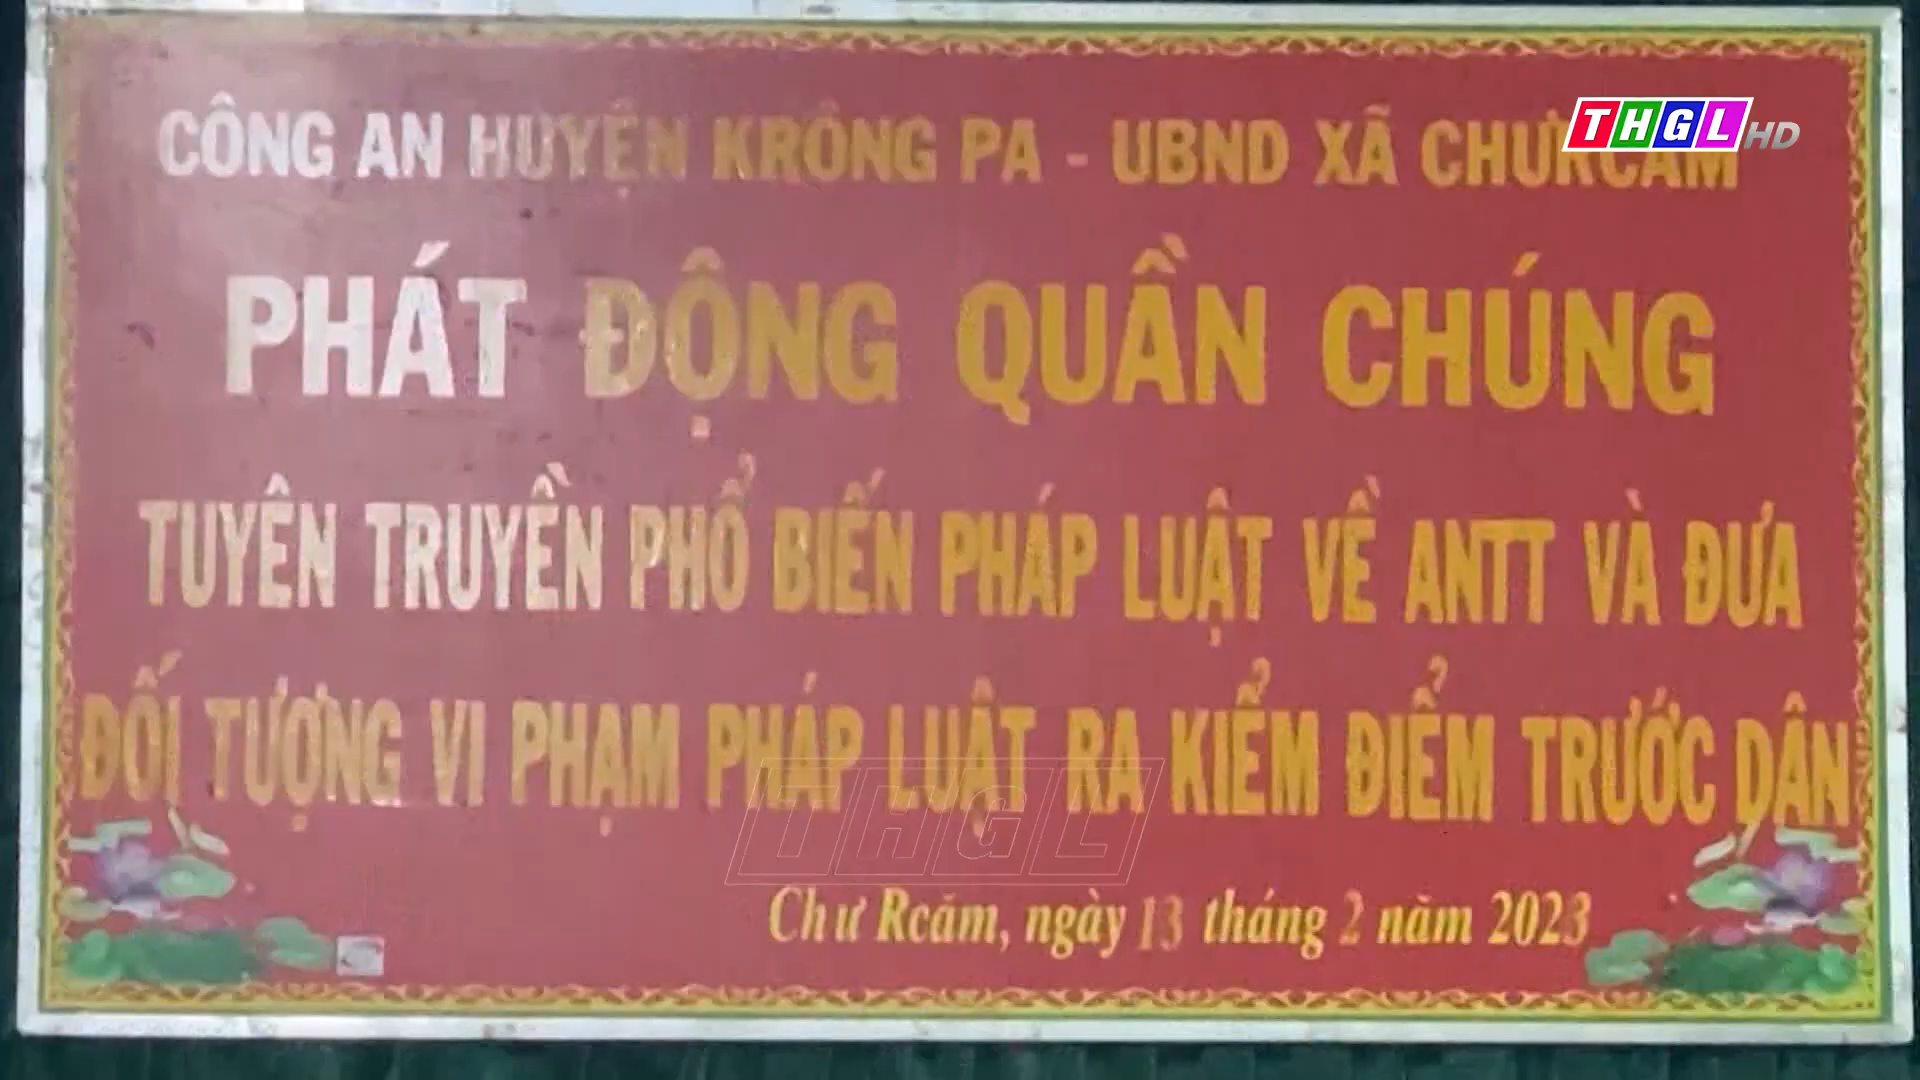 THGL HD
CÔNG AN HUYỆN KRÔNG PA - UBND XÃ CHƯRCĂM
PHÁT ĐỘNG QUẦN CHÚNG
TUYÊN TRUYỀN PHỔ BIẾN PHÁP LUẬT VỀ ANTT VÀ ĐƯA
ĐỐI TƯỢNG VI PHẠM PHÁP LUẬT RA KIỂM ĐIỂM TRƯỚC DÂN
THGL
Chư Rcăm, ngày 13 tháng 2 năm 2023